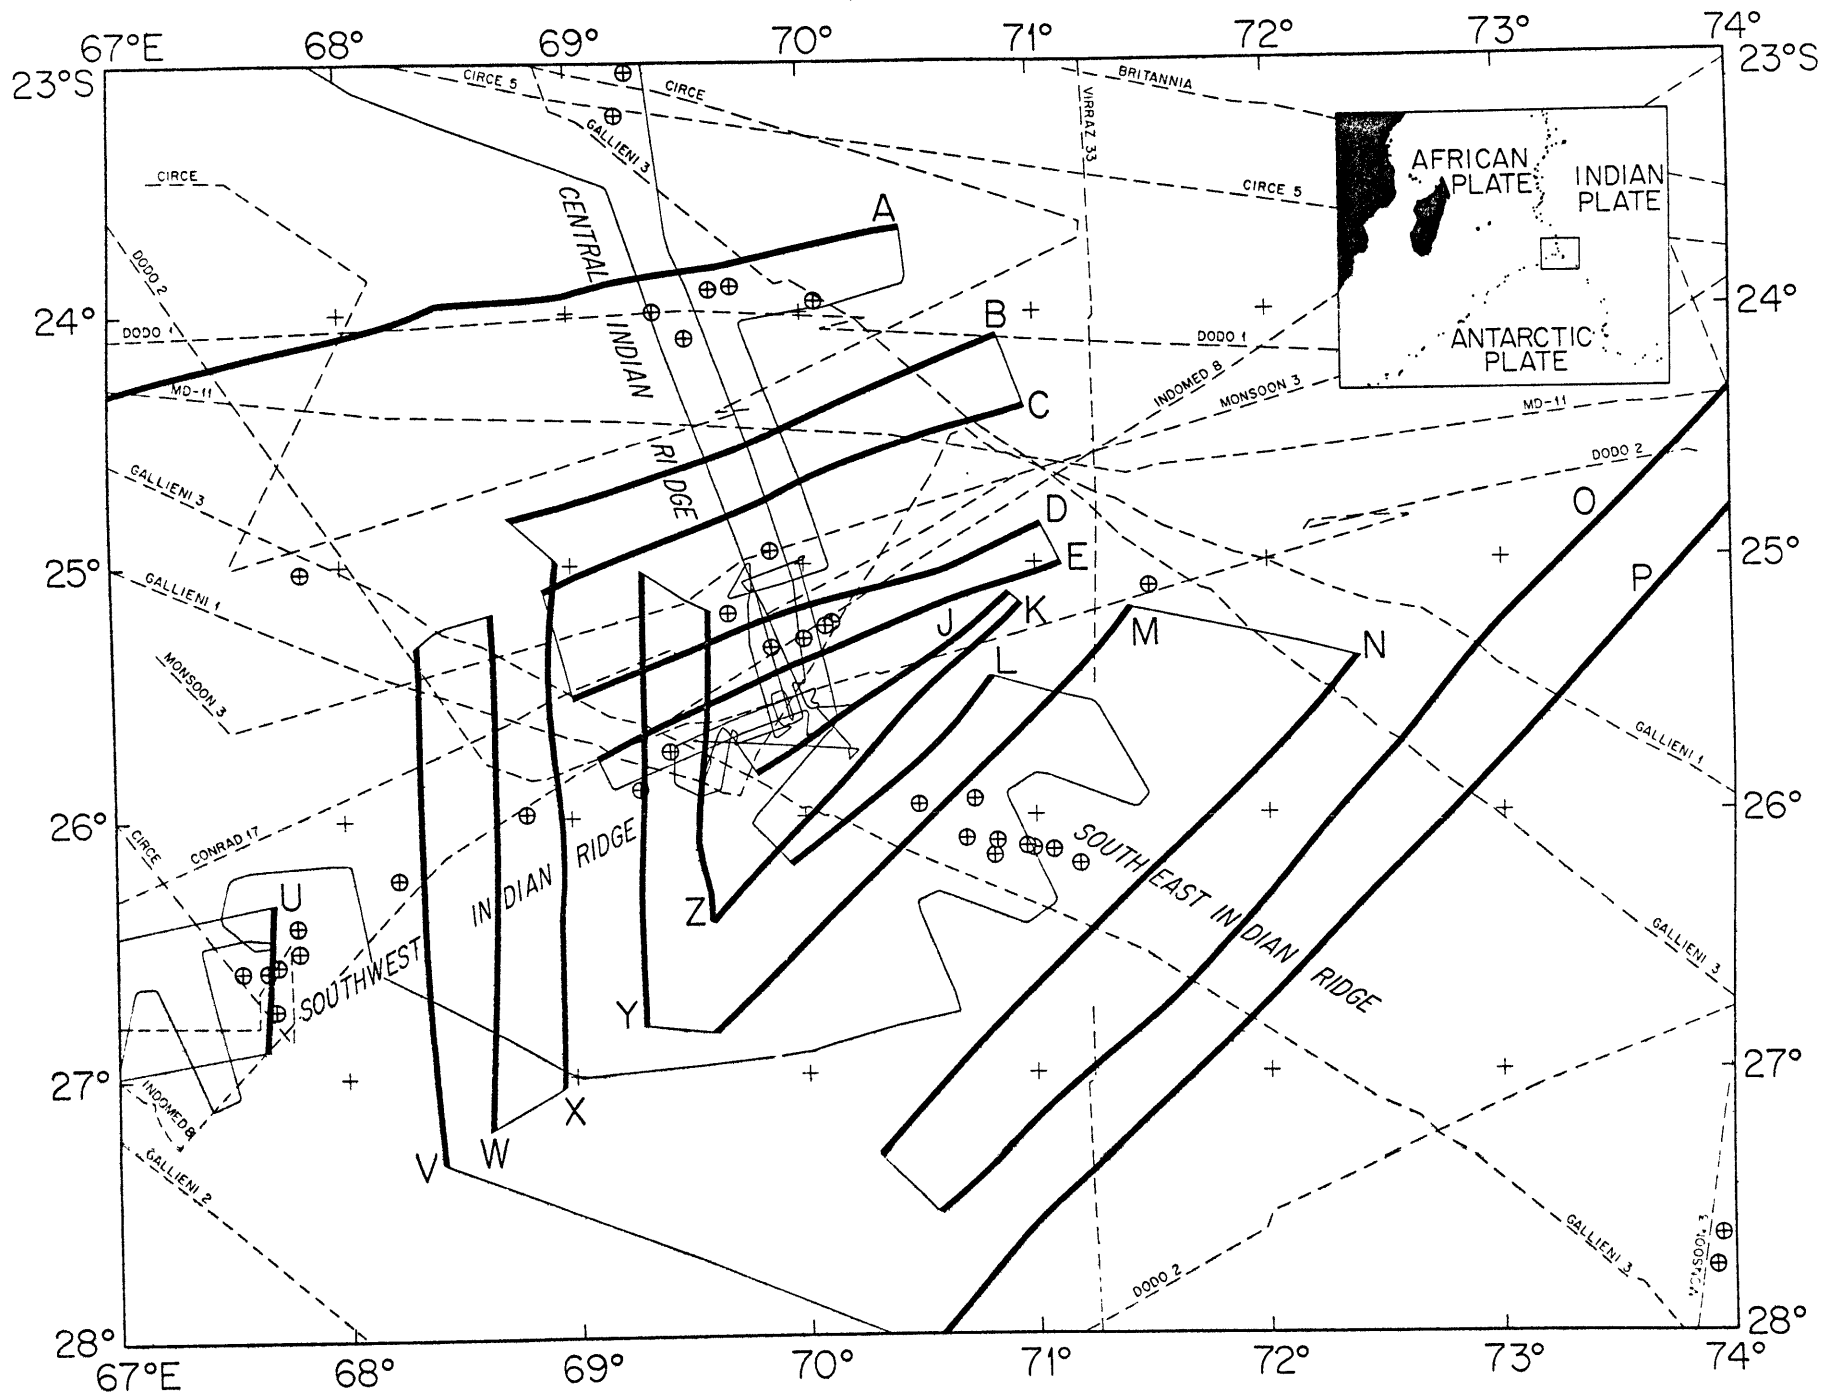 67°E 68° 69° 70° 71° 72° 73° 74°
23°S
23°S
CIRCE 5
CIRCE
BRITANNIA
VIRRAZ 33
GALLIENI 3
CIRCE
CIRCE 5
AFRICAN
PLATE
INDIAN
PLATE
ANTARCTIC
PLATE
A
CENTRAL
INDIAN
RIDGE
DODO 2
24°
24°
DODO 1
B
DODO 1
MD-11
INDOMED 8
MONSOON 3
MD-11
C
DODO 2
GALLIENI 3
O
D
25°
E
25°
P
GALLIENI 1
J
K
M
N
L
MONSOON 3
GALLIENI 1
26°
26°
CIRCE
CONRAD 17
SOUTHWEST
INDIAN
RIDGE
SOUTHEAST INDIAN
RIDGE
U
Z
GALLIENI 3
Y
27°
27°
INDOMED 8
X
W
V
GALLIENI 2
GALLIENI 3
MONSOON 3
DODO 2
28°
28°
67°E 68° 69° 70° 71° 72° 73° 74°